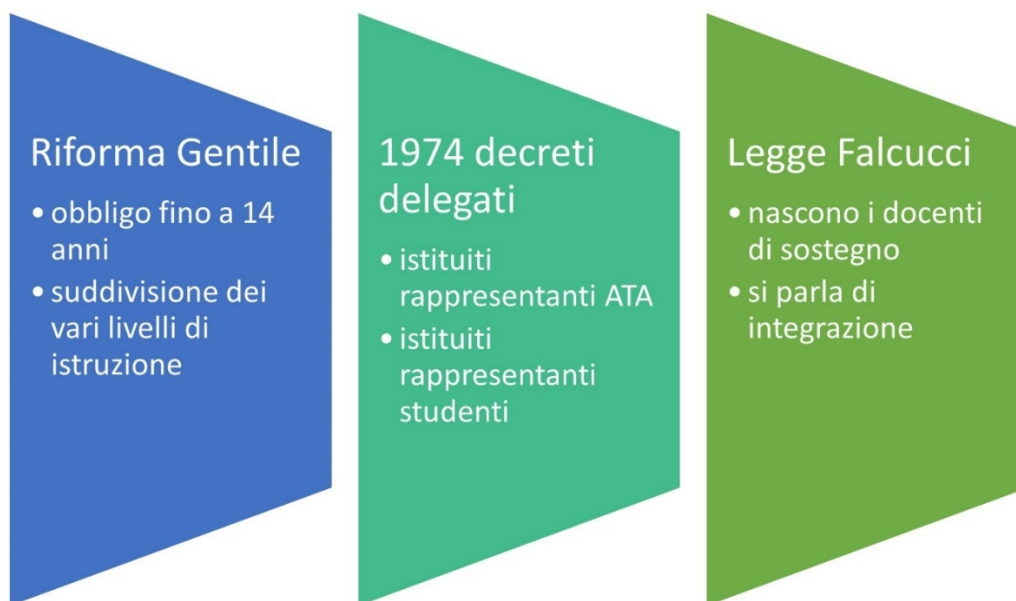 Riforma Gentile
• obbligo fino a 14
anni
• suddivisione dei
vari livelli di
istruzione
1974 decreti
delegati
• istituiti
rappresentanti ATA
• istituiti
rappresentanti
studenti
Legge Falcucci
• nascono i docenti
di sostegno
• si parla di
integrazione